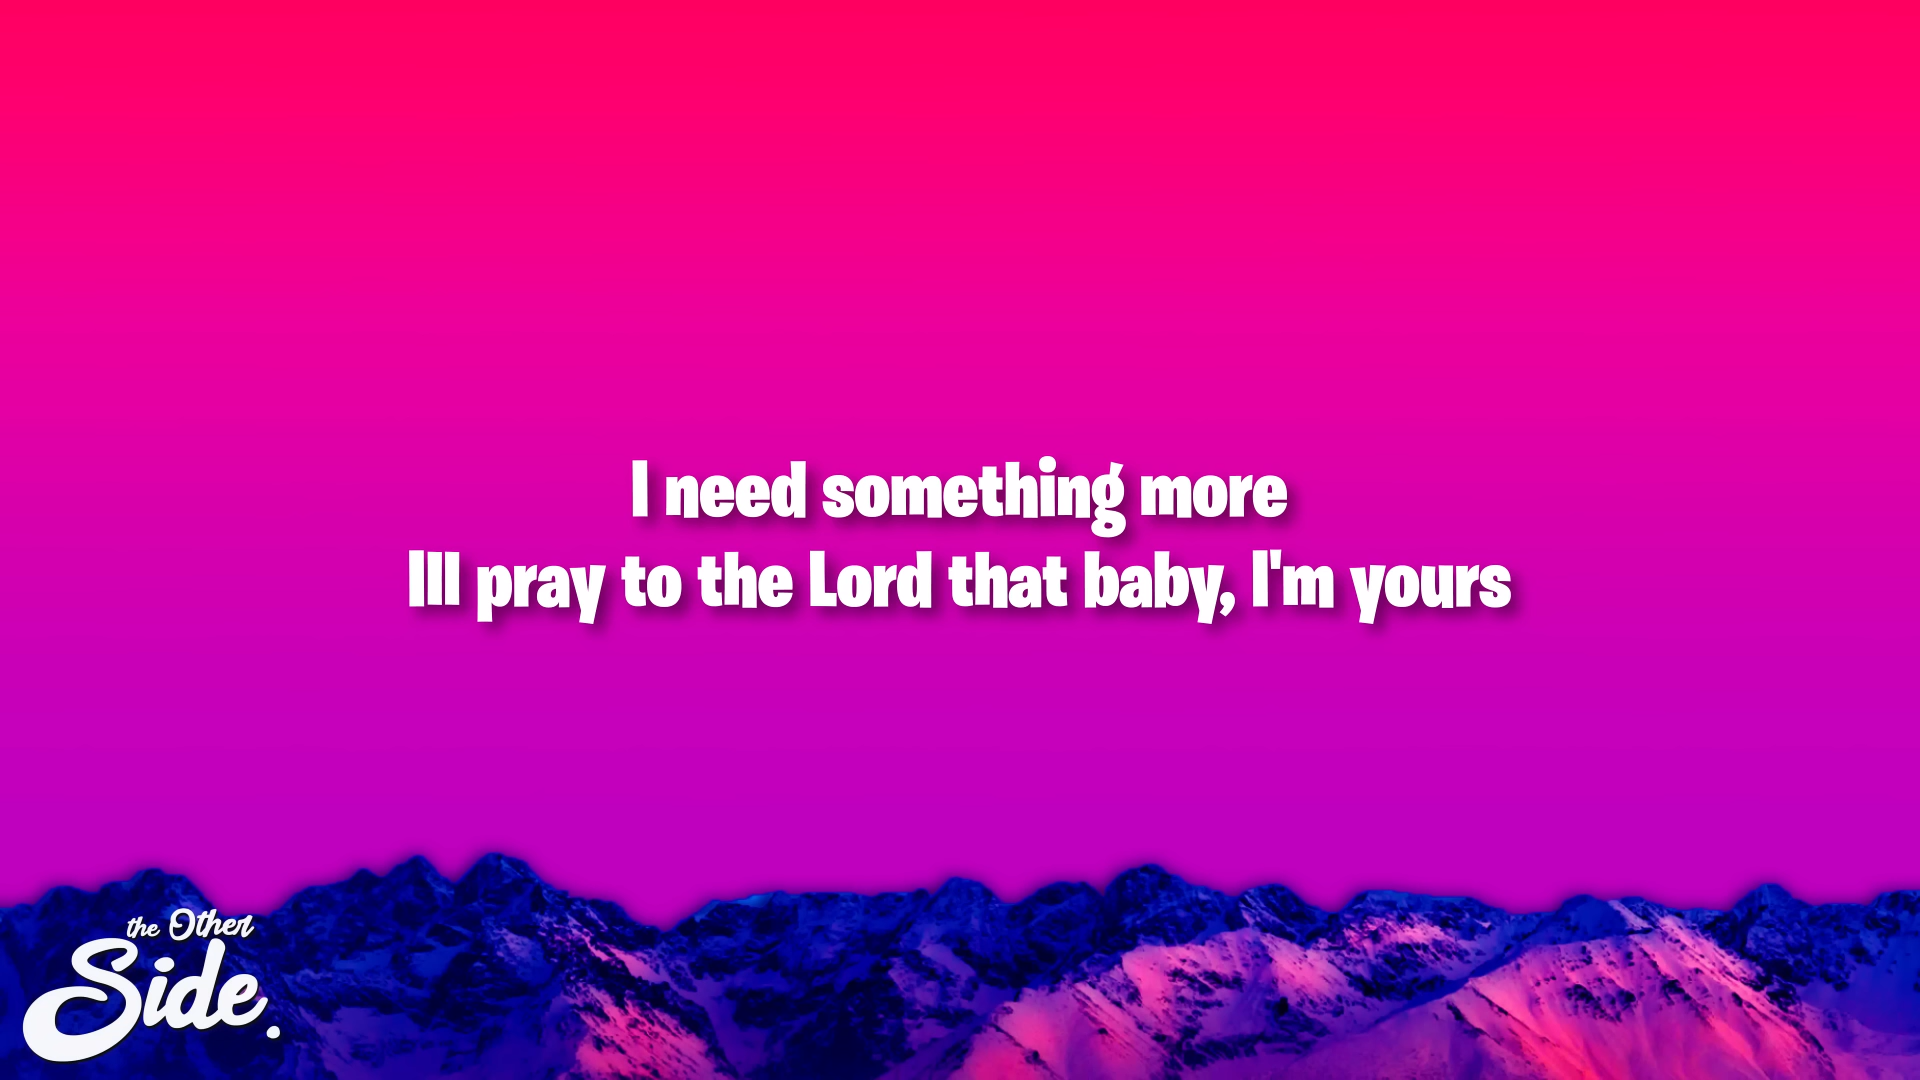 I need something more
Ill pray to the Lord that baby, I'm yours
the Other
Side.